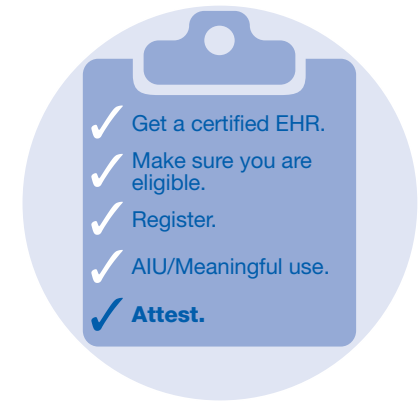 Get a certified EHR.
Make sure you are
eligible.
Register.
AIU/Meaningful use.
Attest.